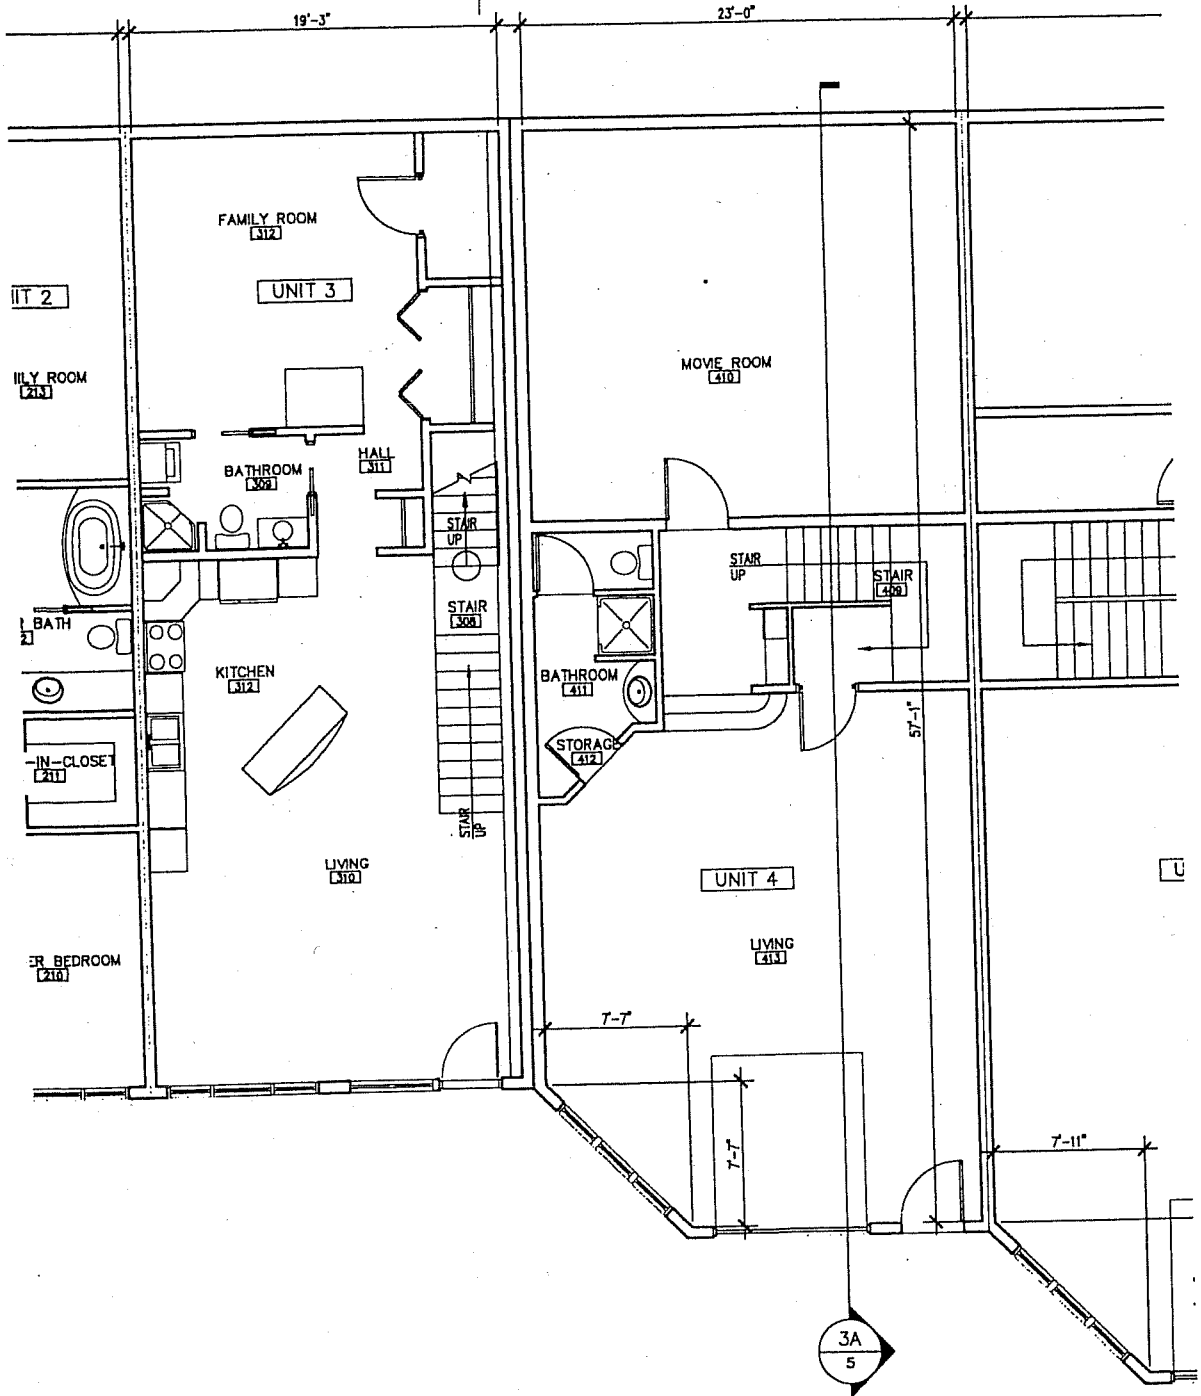 19'-3"
23'-0"
FAMILY ROOM
312
UNIT 3
IIT 2
MOVIE ROOM
410
ILY ROOM
213
HALL
311
BATHROOM
309
STAIR
UP
STAIR
UP
STAIR
409
STAIR
308
BATH
KITCHEN
312
BATHROOM
411
57'-1"
STORAGE
412
-IN-CLOSET
211
STAIR
UP
LIVING
310
UNIT 4
U
LIVING
413
ER BEDROOM
210
7'-7"
7'-7"
7'-11"
3A
5